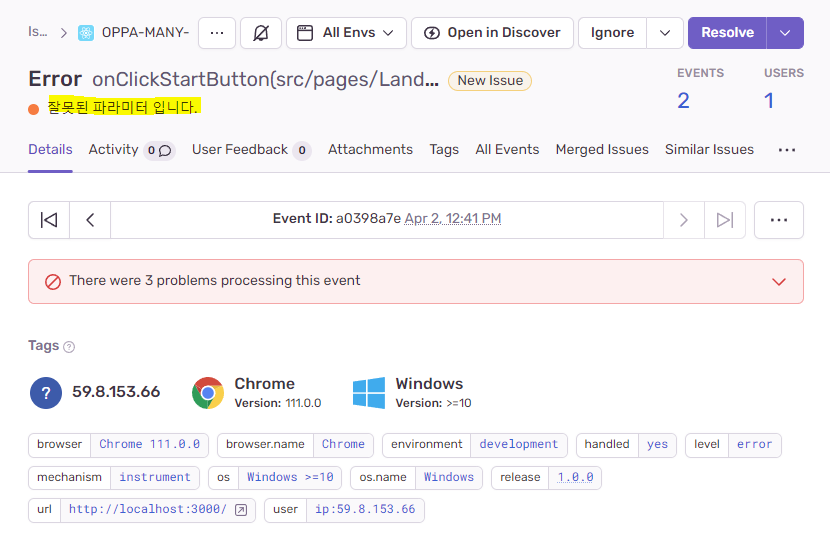 Is... OPPA-MANY- ... All Envs Open in Discover Ignore Resolve
Error onClickStartButton(src/pages/Land... New Issue
EVENTS USERS
잘못된 파라미터 입니다.
2 1
Details Activity 0 User Feedback 0 Attachments Tags All Events Merged Issues Similar Issues ...
Event ID: a0398a7e Apr 2, 12:41 PM ...
There were 3 problems processing this event
Tags ?
? 59.8.153.66
Chrome
Version: 111.0.0
Windows
Version: >=10
browser Chrome 111.0.0 browser.name Chrome environment development handled yes level error
mechanism instrument os Windows >=10 os.name Windows release 1.0.0
url http://localhost:3000/ user ip:59.8.153.66